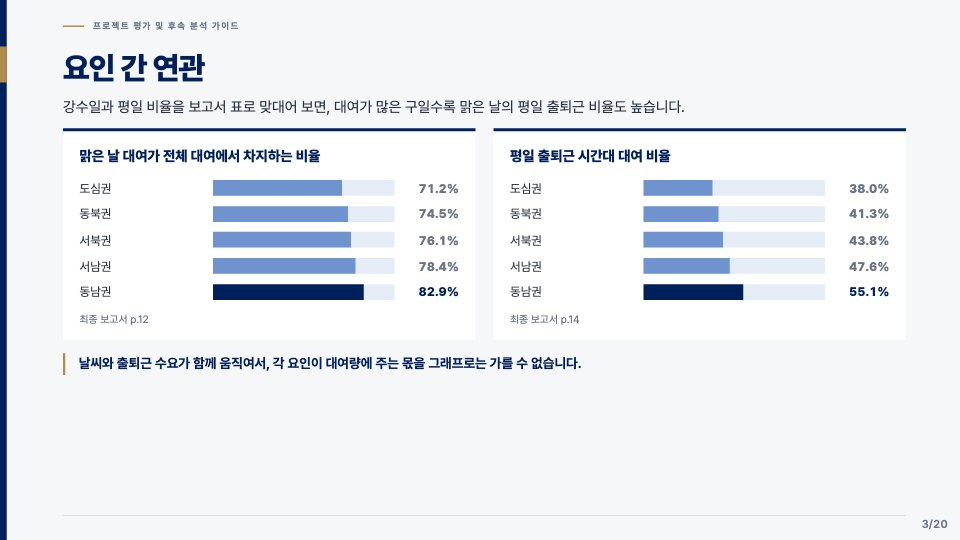 프로젝트 평가 및 후속 분석 가이드
요인 간 연관
강수일과 평일 비율을 보고서 표로 맞대어 보면, 대여가 많은 구일수록 맑은 날의 평일 출퇴근 비율도 높습니다.
맑은 날 대여가 전체 대여에서 차지하는 비율
도심권 71.2%
동북권 74.5%
서북권 76.1%
서남권 78.4%
동남권 82.9%
최종 보고서 p.12
평일 출퇴근 시간대 대여 비율
도심권 38.0%
동북권 41.3%
서북권 43.8%
서남권 47.6%
동남권 55.1%
최종 보고서 p.14
날씨와 출퇴근 수요가 함께 움직여서, 각 요인이 대여량에 주는 몫을 그래프로는 가를 수 없습니다.
3/20